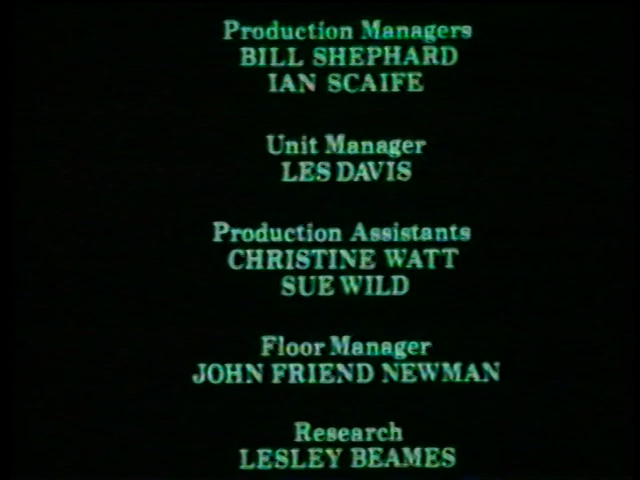 Production Managers
BILL SHEPHARD
IAN SCAIFE
Unit Manager
LES DAVIS
Production Assistants
CHRISTINE WATT
SUE WILD
Floor Manager
JOHN FRIEND NEWMAN
Research
LESLEY BEAMES